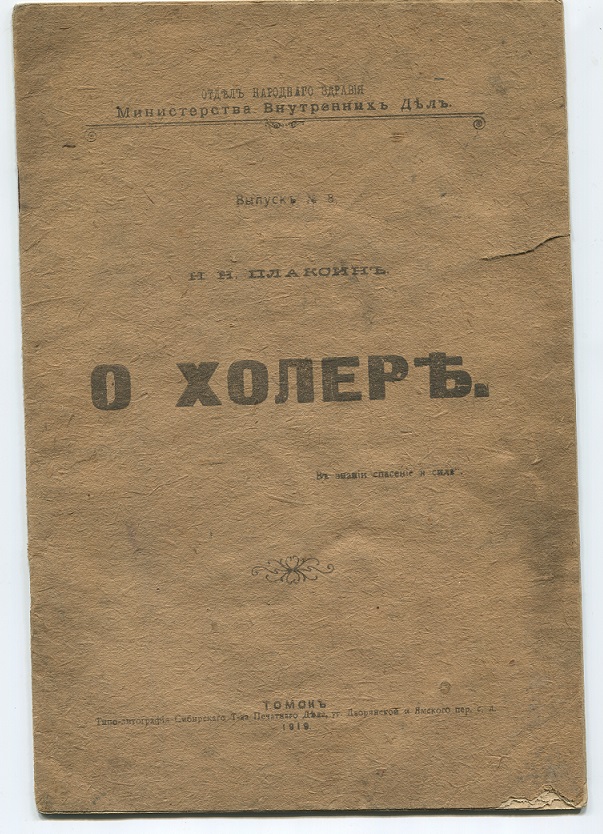 ОТДѢЛЪ НАРОДНАГО ЗДРАВІЯ
Министерства Внутреннихъ Дѣлъ.
Выпускъ № 8.
Н. Н. ПЛАКСИНЪ.
О ХОЛЕРѢ.
Въ знаніи спасеніе и сила.
ТОМСКЪ
Типо-литографія Сибирскаго Т-ва Печатнаго Дѣла, уг. Дворянской и Ямского пер. с. д.
1919